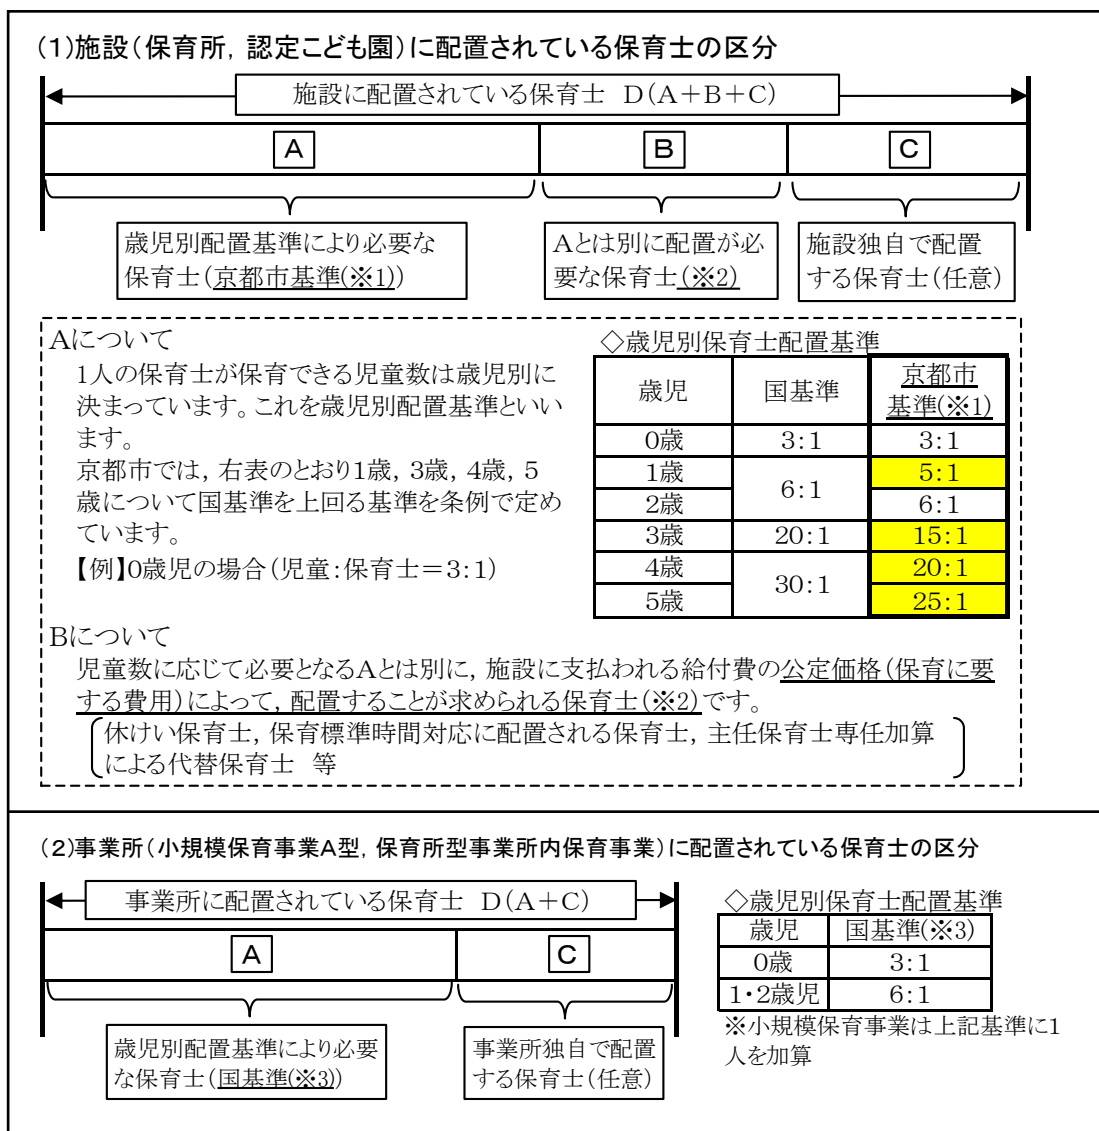 (1)施設(保育所, 認定こども園)に配置されている保育士の区分
施設に配置されている保育士 D(A+B+C)
A
B
C
歳児別配置基準により必要な
保育士(京都市基準(※1))
Aとは別に配置が必
要な保育士(※2)
施設独自で配置
する保育士(任意)
Aについて
1人の保育士が保育できる児童数は歳児別に
決まっています。これを歳児別配置基準といい
ます。
京都市では, 右表のとおり1歳, 3歳, 4歳, 5
歳について国基準を上回る基準を条例で定め
ています。
【例】0歳児の場合(児童:保育士=3:1)
◇歳児別保育士配置基準
歳児 国基準 京都市
基準(※1)
0歳 3:1 3:1
1歳 6:1 5:1
2歳 6:1
3歳 20:1 15:1
4歳 30:1 20:1
5歳 25:1
Bについて
児童数に応じて必要となるAとは別に, 施設に支払われる給付費の公定価格(保育に要
する費用)によって, 配置することが求められる保育士(※2)です。
休けい保育士, 保育標準時間対応に配置される保育士, 主任保育士専任加算
による代替保育士 等
(2)事業所(小規模保育事業A型, 保育所型事業所内保育事業)に配置されている保育士の区分
事業所に配置されている保育士 D(A+C)
A
C
歳児別配置基準により必要
な保育士(国基準(※3))
事業所独自で配置
する保育士(任意)
◇歳児別保育士配置基準
歳児 国基準(※3)
0歳 3:1
1・2歳児 6:1
※小規模保育事業は上記基準に1
人を加算